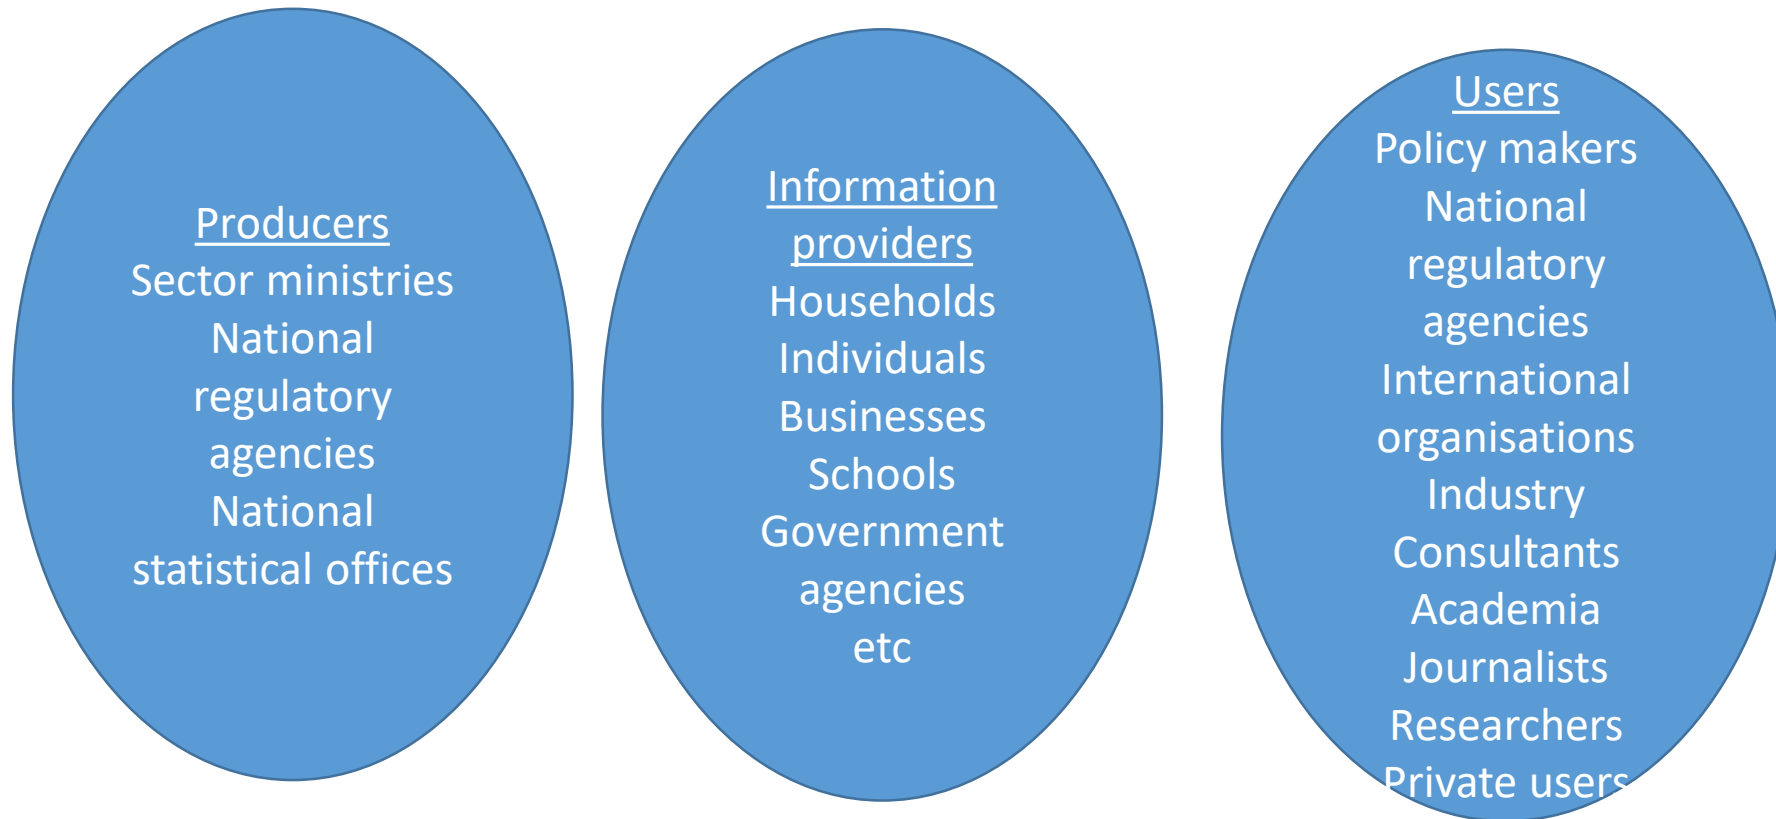 Producers
Sector ministries
National
regulatory
agencies
National
statistical offices
Information
providers
Households
Individuals
Businesses
Schools
Government
agencies
etc
Users
Policy makers
National
regulatory
agencies
International
organisations
Industry
Consultants
Academia
Journalists
Researchers
Private users